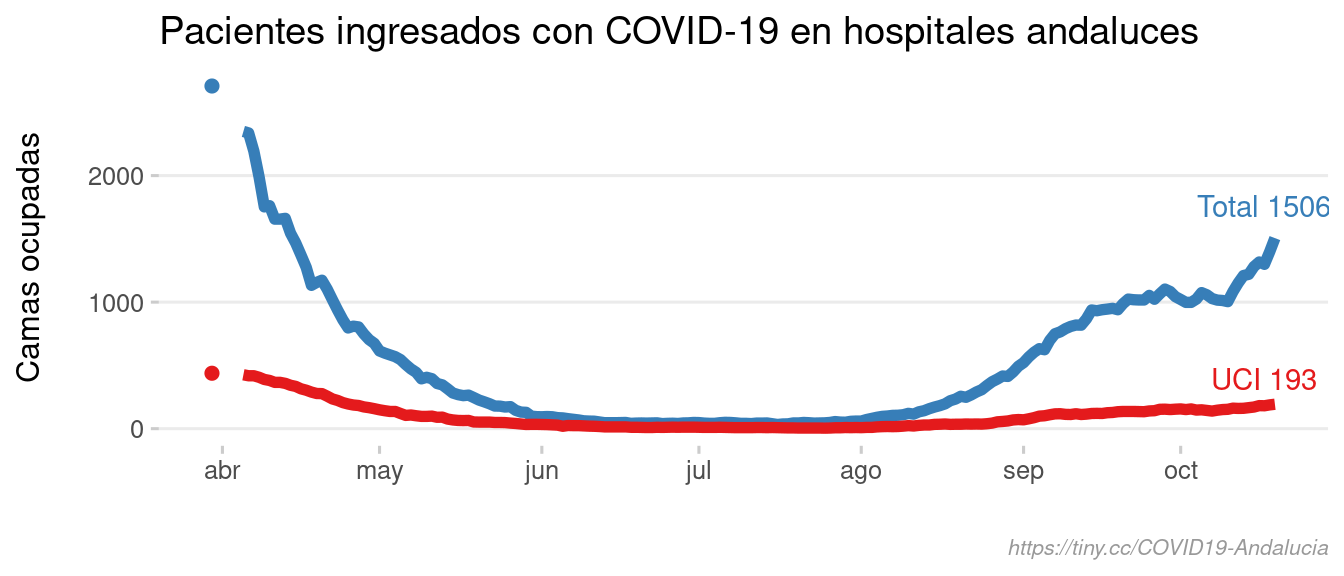 Pacientes ingresados con COVID-19 en hospitales andaluces
Camas ocupadas
2000
1000
0
Total 1506
UCI 193
abr may jun jul ago sep oct
https://tiny.cc/COVID19-Andalucia